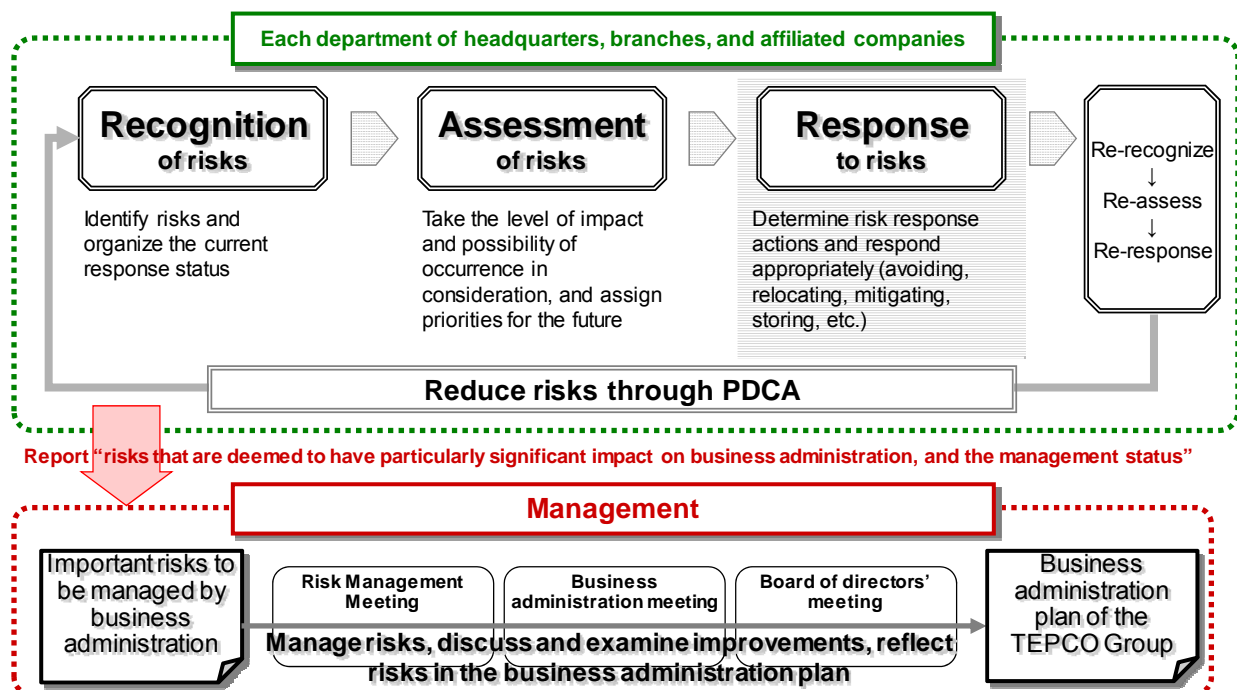 Each department of headquarters, branches, and affiliated companies
Recognition
of risks
Identify risks and
organize the current
response status
Assessment
of risks
Take the level of impact
and possibility of
occurrence in
consideration, and assign
priorities for the future
Response
to risks
Determine risk response
actions and respond
appropriately (avoiding,
relocating, mitigating,
storing, etc.)
Re-recognize
↓
Re-assess
↓
Re-response
Reduce risks through PDCA
Report “risks that are deemed to have particularly significant impact on business administration, and the management status”
Management
Important risks to
be managed by
business
administration
Risk Management
Meeting
Business
administration meeting
Board of directors’
meeting
Manage risks, discuss and examine improvements, reflect
risks in the business administration plan
Business
administration
plan of the
TEPCO Group